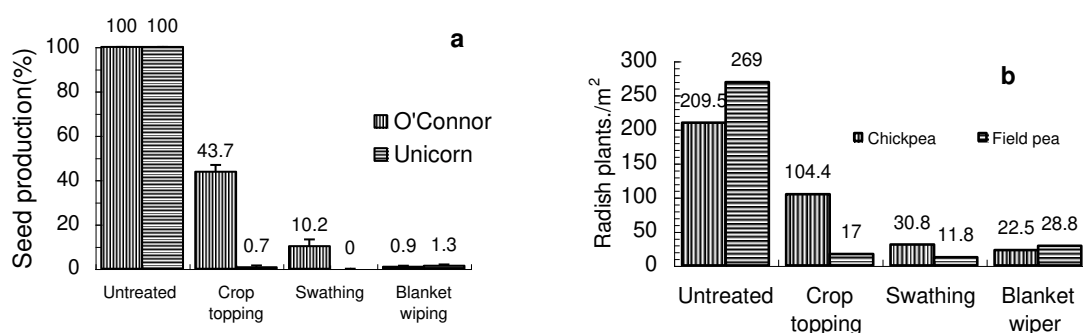 100 100
a
100
80
60
40
20
0
Seed production(%)
43.7
0.7
10.2
0
0.9 1.3
O'Connor
Unicorn
Untreated
Crop
topping
Swathing
Blanket
wiping
b
300
250
200
150
100
50
0
Radish plants./m²
209.5
269
104.4
17
30.8
11.8
22.5
28.8
Chickpea
Field pea
Untreated
Crop
topping
Swathing
Blanket
wiper